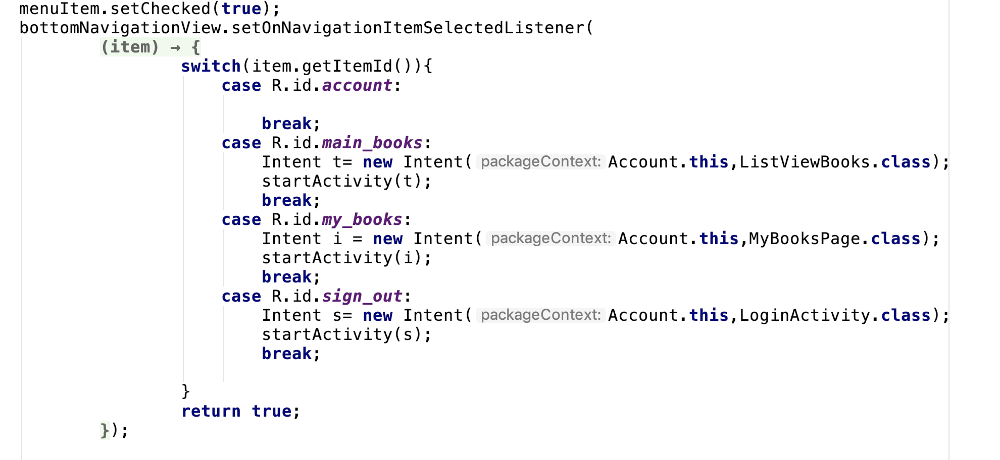 menuItem.setChecked(true);
bottomNavigationView.setOnNavigationItemSelectedListener(
(item) → {
switch(item.getItemId()){
case R.id.account:
break;
case R.id.main_books:
Intent t= new Intent( packageContext: Account.this,ListViewBooks.class);
startActivity(t);
break;
case R.id.my_books:
Intent i = new Intent( packageContext: Account.this,MyBooksPage.class);
startActivity(i);
break;
case R.id.sign_out:
Intent s= new Intent( packageContext: Account.this,LoginActivity.class);
startActivity(s);
break;
}
return true;
});